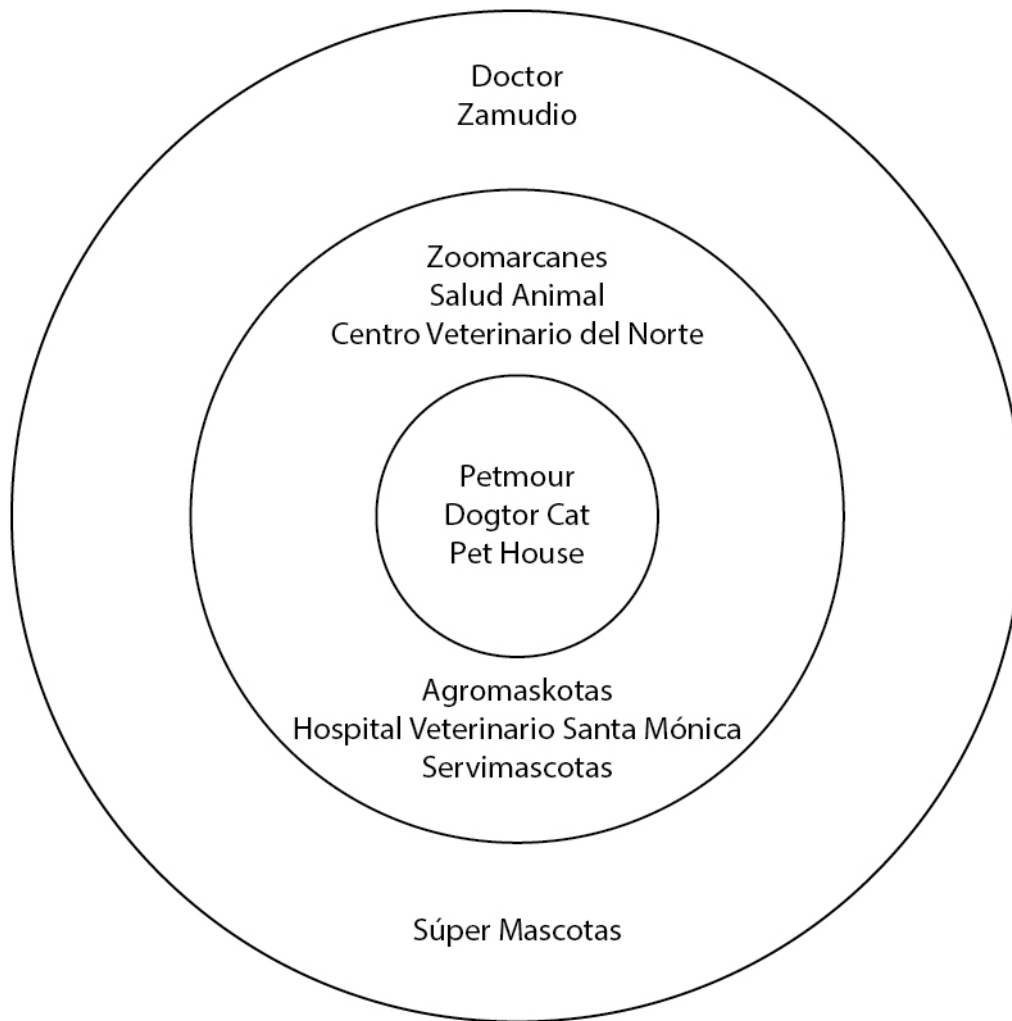 Doctor
Zamudio
Zoomarcanes
Salud Animal
Centro Veterinario del Norte
Petmour
Dogtor Cat
Pet House
Agromaskotas
Hospital Veterinario Santa Mónica
Servimascotas
Súper Mascotas